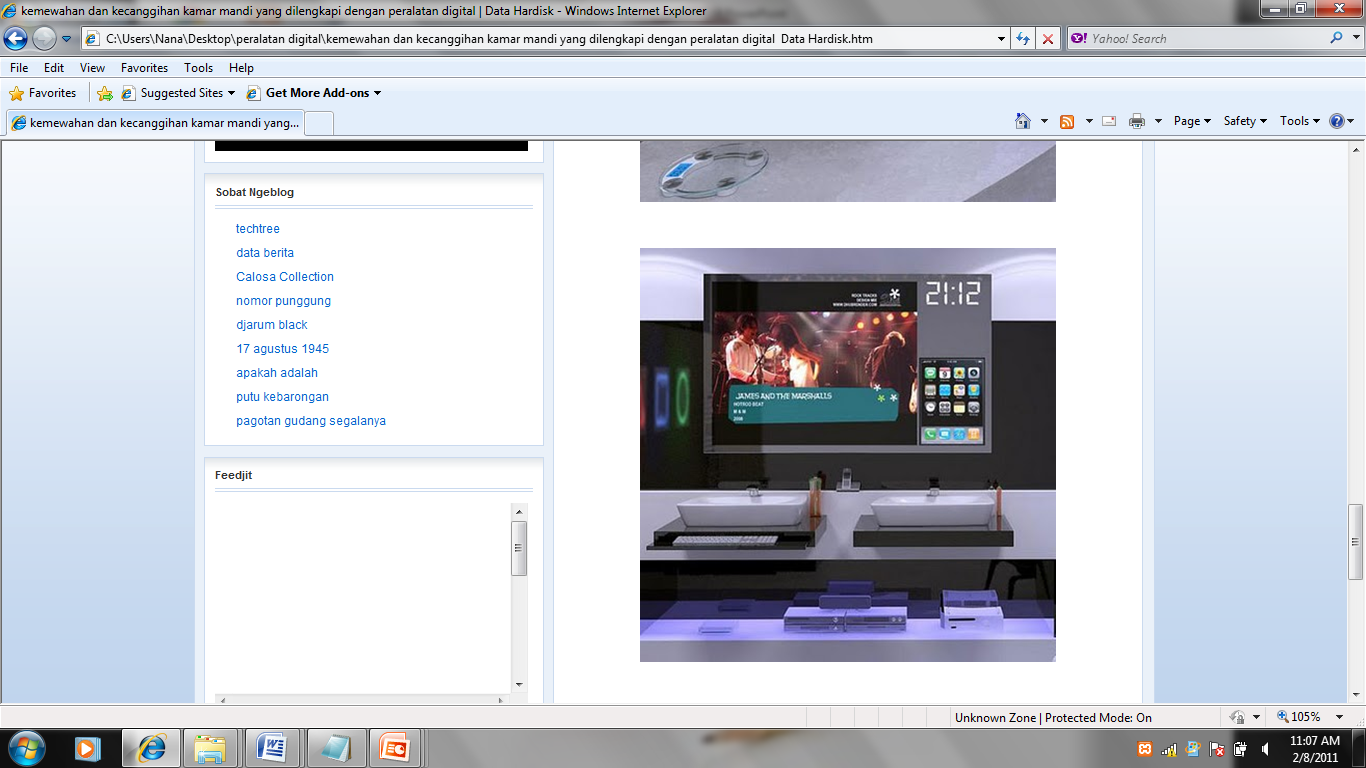 kemewahan dan kecanggihan kamar mandi yang dilengkapi dengan peralatan digital | Data Hardisk - Windows Internet Explorer
C:\Users\Nana\Desktop\peralatan digital\kemewahan dan kecanggihan kamar mandi yang dilengkapi dengan peralatan digital  Data Hardisk.htm
Yahoo! Search
File Edit View Favorites Tools Help
Favorites Suggested Sites Get More Add-ons
kemewahan dan kecanggihan kamar mandi yang...
Page Safety Tools
Sobat Ngeblog
techtree
data berita
Calosa Collection
nomor punggung
djarum black
17 agustus 1945
apakah adalah
putu kebarongan
pagotan gudang segalanya
Feedjit
ROCK TRACKS
21:12
JAMES AND THE MARSHALLS
HOTROD BEAT
M & M
2008
Unknown Zone | Protected Mode: On
105%
11:07 AM
2/8/2011